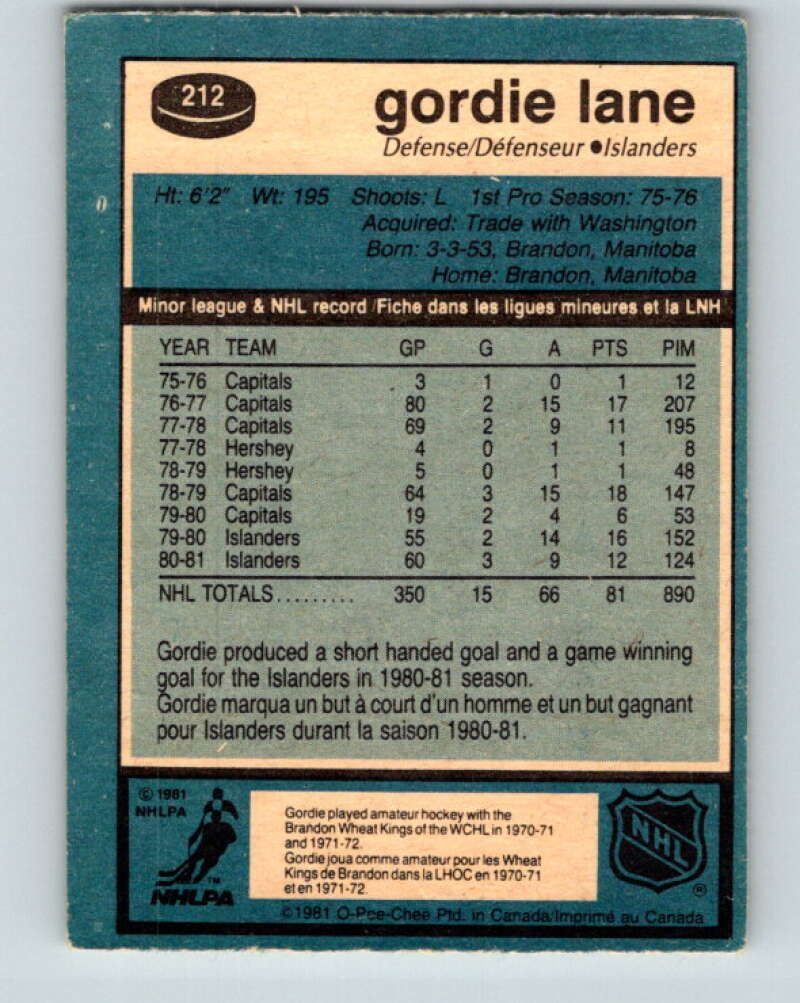 212
gordie lane
Defense/Défenseur ●Islanders
Ht: 6'2" Wt: 195 Shoots: L 1st Pro Season: 75-76
Acquired: Trade with Washington
Born: 3-3-53, Brandon, Manitoba
Home: Brandon, Manitoba
Minor league & NHL record/Fiche dans les ligues mineures et la LNH
YEAR TEAM GP G A PTS PIM
75-76 Capitals 3 1 0 1 12
76-77 Capitals 80 2 15 17 207
77-78 Capitals 69 2 9 11 195
77-78 Hershey 4 0 1 1 8
78-79 Hershey 5 0 1 1 48
78-79 Capitals 64 3 15 18 147
79-80 Capitals 19 2 4 6 53
79-80 Islanders 55 2 14 16 152
80-81 Islanders 60 3 9 12 124
NHL TOTALS......... 350 15 66 81 890
Gordie produced a short handed goal and a game winning
goal for the Islanders in 1980-81 season.
Gordie marqua un but à court d'un homme et un but gagnant
pour Islanders durant la saison 1980-81.
© 1981
NHLPA
Gordie played amateur hockey with the
Brandon Wheat Kings of the WCHL in 1970-71
and 1971-72.
Gordie joua comme amateur pour les Wheat
Kings de Brandon dans la LHOC en 1970-71
et en 1971-72.
TM
NHLPA
NHL
®
©1981 O-Pee-Chee Ptd. in Canada/Imprimé au Canada